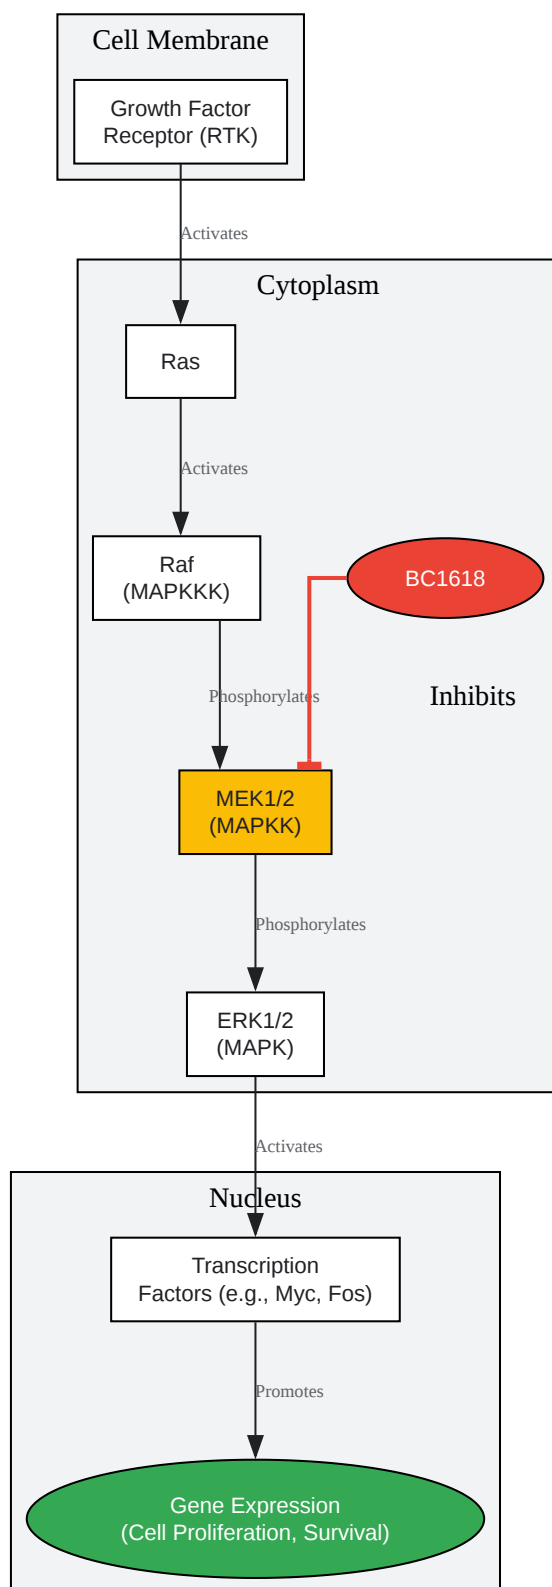 Cell Membrane
Growth Factor
Receptor (RTK)
Activates
Cytoplasm
Ras
Activates
Raf
(MAPKKK)
BC1618
Phosphorylates
Inhibits
MEK1/2
(MAPKK)
Phosphorylates
ERK1/2
(MAPK)
Activates
Nucleus
Transcription
Factors (e.g., Myc, Fos)
Promotes
Gene Expression
(Cell Proliferation, Survival)